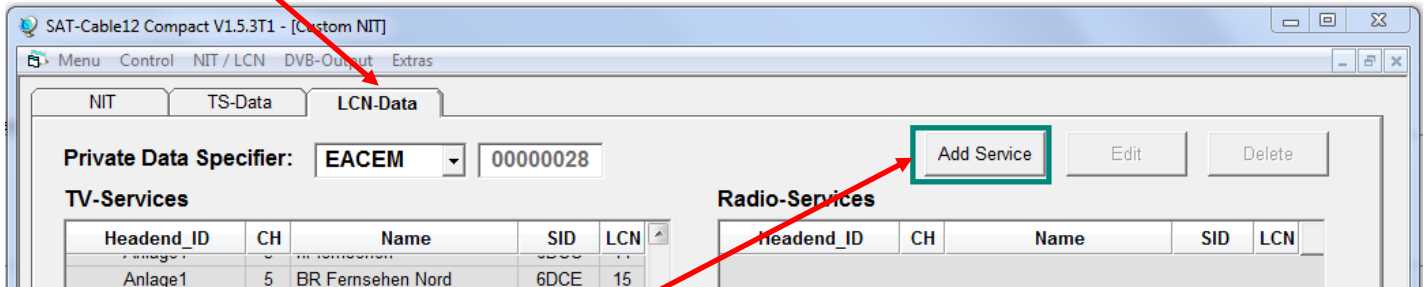 SAT-Cable12 Compact V1.5.3T1 - [Custom NIT]
Menu Control NIT / LCN DVB-Output Extras
NIT TS-Data LCN-Data
Private Data Specifier: EACEM 00000028 Add Service Edit Delete
TV-Services Radio-Services
Headend_ID CH Name SID LCN Headend_ID CH Name SID LCN
Anlage1 5 BR Fernsehen Nord 6DCE 15